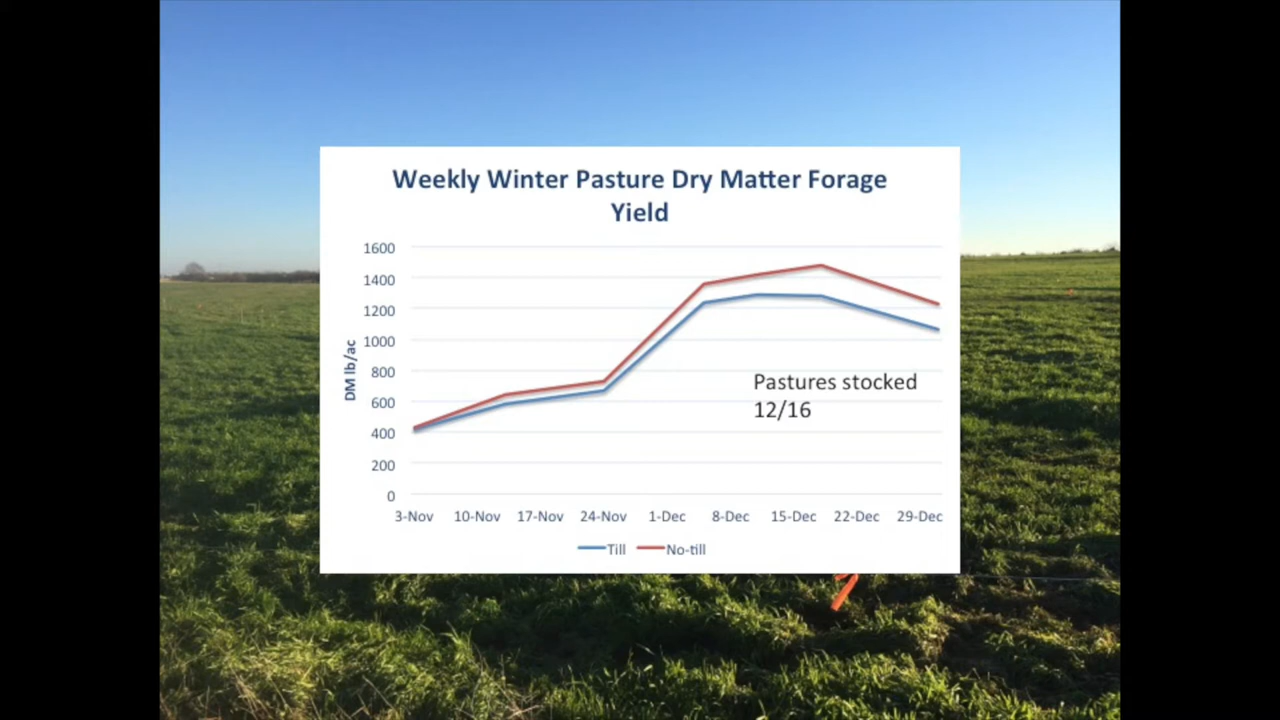 Weekly Winter Pasture Dry Matter Forage
Yield
1600
1400
1200
1000
800
600
400
200
0
DM lb/ac
Pastures stocked
12/16
3-Nov 10-Nov 17-Nov 24-Nov 1-Dec 8-Dec 15-Dec 22-Dec 29-Dec
Till No-till